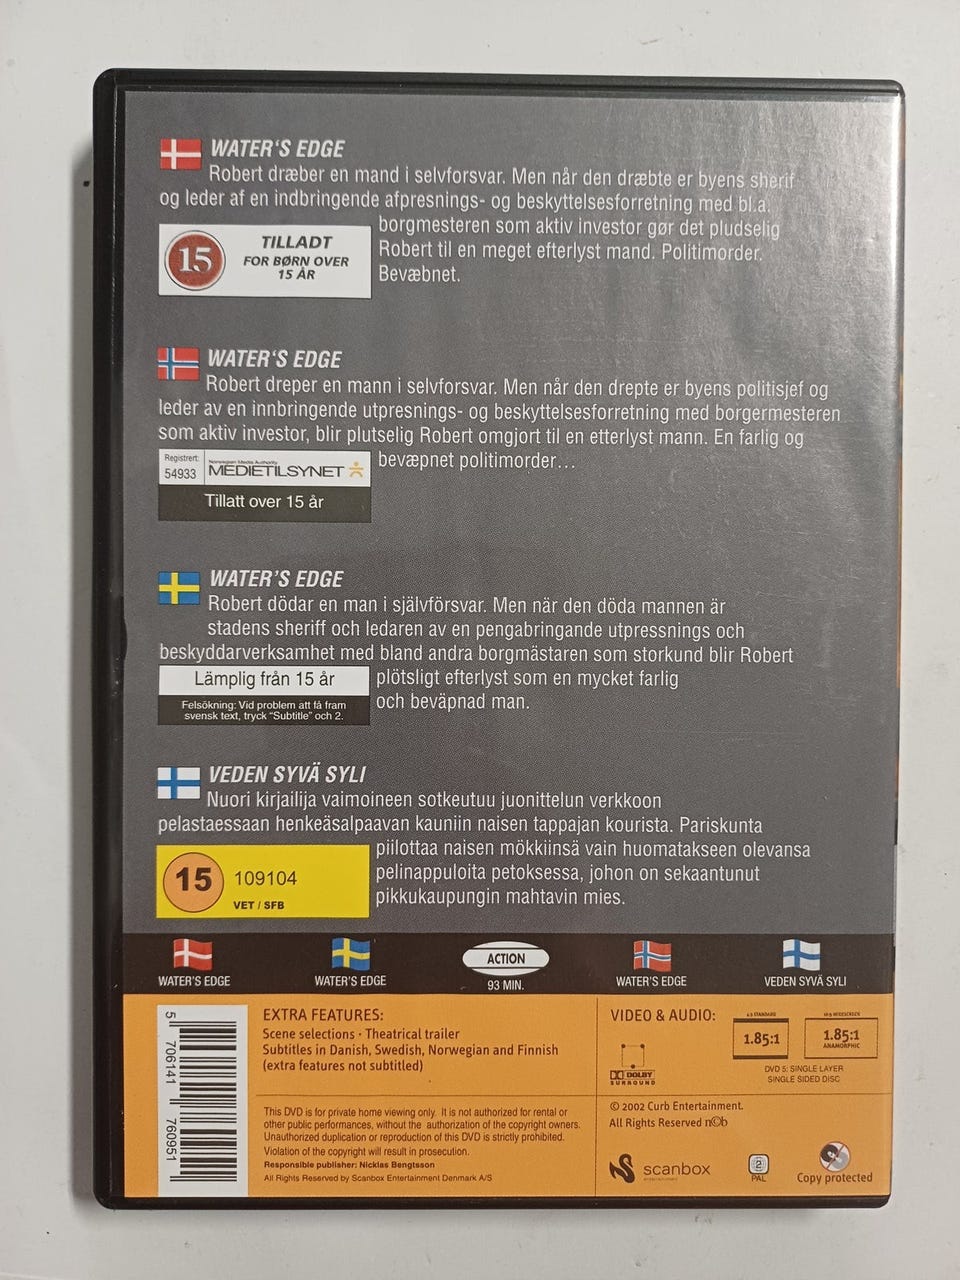 WATER'S EDGE
Robert dræber en mand i selvforsvar. Men når den dræbte er byens sherif
og leder af en indbringende afpresnings- og beskyttelsesforretning med bl.a.
borgmesteren som aktiv investor gør det pludselig
Robert til en meget efterlyst mand. Politimorder.
Bevæbnet.
15
TILLADT
FOR BØRN OVER
15 ÅR
WATER'S EDGE
Robert dreper en mann i selvforsvar. Men når den drepte er byens politisjef og
leder av en innbringende utpresnings- og beskyttelsesforretning med borgermesteren
som aktiv investor, blir plutselig Robert omgjort til en etterlyst mann. En farlig og
bevæpnet politimorder...
Registrert:
54933
Norwegian Media Authority
MEDIETILSYNET
Tillatt over 15 år
WATER'S EDGE
Robert dödar en man i självförsvar. Men när den döda mannen är
stadens sheriff och ledaren av en pengabringande utpressnings och
beskyddarverksamhet med bland andra borgmästaren som storkund blir Robert
plötsligt efterlyst som en mycket farlig
och beväpnad man.
Lämplig från 15 år
Felsökning: Vid problem att få fram
svensk text, tryck "Subtitle" och 2.
VEDEN SYVÄ SYLI
Nuori kirjailija vaimoineen sotkeutuu juonittelun verkkoon
pelastaessaan henkeäsalpaavan kauniin naisen tappajan kourista. Pariskunta
piilottaa naisen mökkiinsä vain huomatakseen olevansa
pelinappuloita petoksessa, johon on sekaantunut
pikkukaupungin mahtavin mies.
15
109104
VET / SFB
WATER'S EDGE
WATER'S EDGE
ACTION
93 MIN.
WATER'S EDGE
VEDEN SYVÄ SYLI
5 706141 760951
EXTRA FEATURES:
Scene selections · Theatrical trailer
Subtitles in Danish, Swedish, Norwegian and Finnish
(extra features not subtitled)
VIDEO & AUDIO:
DOLBY
SURROUND
4:3 STANDARD
1.85:1
16:9 WIDESCREEN
1.85:1
ANAMORPHIC
DVD 5: SINGLE LAYER
SINGLE SIDED DISC
This DVD is for private home viewing only. It is not authorized for rental or
other public performances, without the authorization of the copyright owners.
Unauthorized duplication or reproduction of this DVD is strictly prohibited.
Violation of the copyright will result in prosecution.
Responsible publisher: Nicklas Bengtsson
All Rights Reserved by Scanbox Entertainment Denmark A/S
© 2002 Curb Entertainment.
All Rights Reserved n©b
scanbox
entertainment
2
PAL
Copy protected